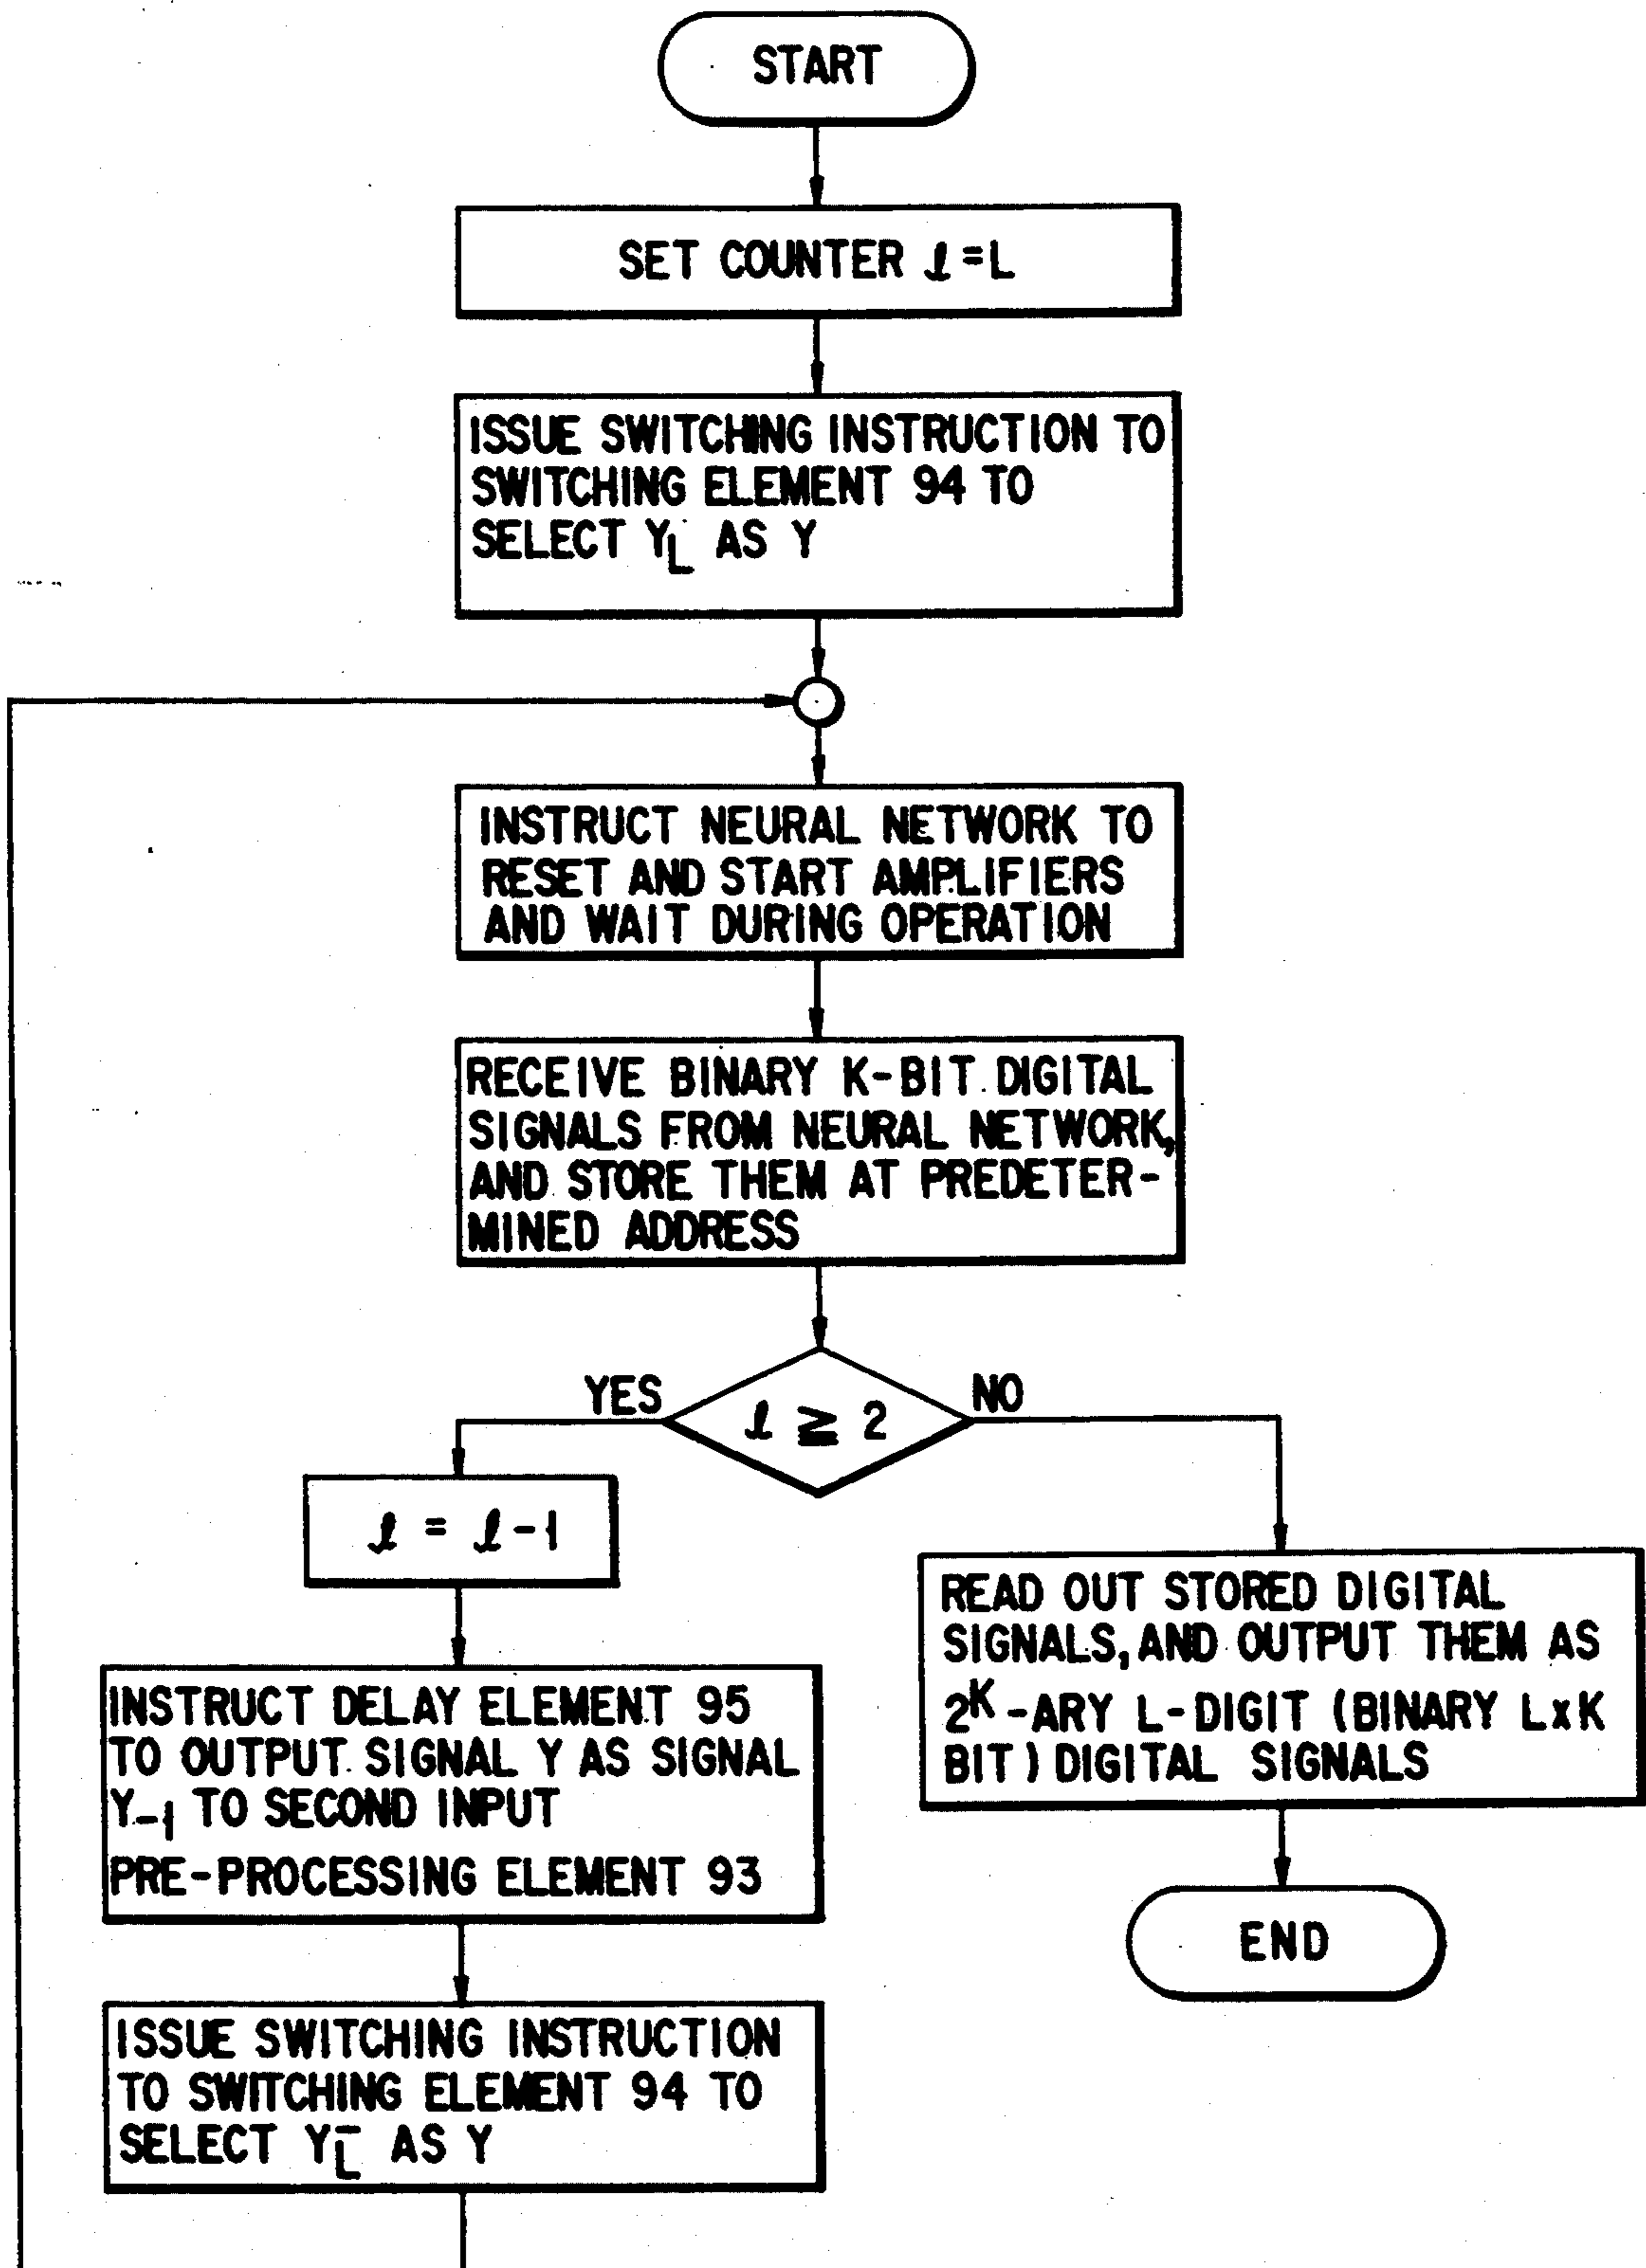 START
SET COUNTER ℓ = L
ISSUE SWITCHING INSTRUCTION TO
SWITCHING ELEMENT 94 TO
SELECT Y_L AS Y
INSTRUCT NEURAL NETWORK TO
RESET AND START AMPLIFIERS
AND WAIT DURING OPERATION
RECEIVE BINARY K-BIT DIGITAL
SIGNALS FROM NEURAL NETWORK,
AND STORE THEM AT PREDETER-
MINED ADDRESS
YES
ℓ ≧ 2
NO
ℓ = ℓ-1
INSTRUCT DELAY ELEMENT 95
TO OUTPUT SIGNAL Y AS SIGNAL
Y_-1 TO SECOND INPUT
PRE-PROCESSING ELEMENT 93
ISSUE SWITCHING INSTRUCTION
TO SWITCHING ELEMENT 94 TO
SELECT Y_L̄ AS Y
READ OUT STORED DIGITAL
SIGNALS, AND OUTPUT THEM AS
2^K-ARY L-DIGIT (BINARY L×K
BIT) DIGITAL SIGNALS
END